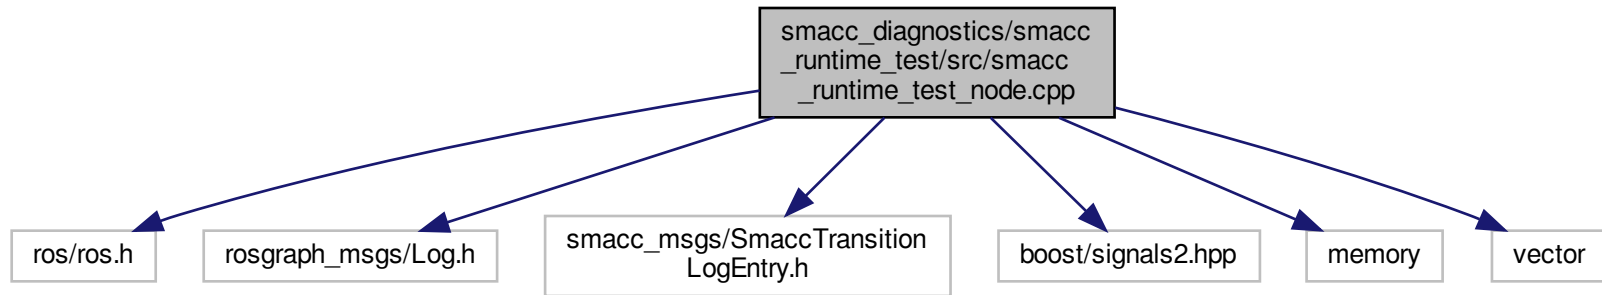 smacc_diagnostics/smacc
_runtime_test/src/smacc
_runtime_test_node.cpp
ros/ros.h
rosgraph_msgs/Log.h
smacc_msgs/SmaccTransition
LogEntry.h
boost/signals2.hpp
memory
vector